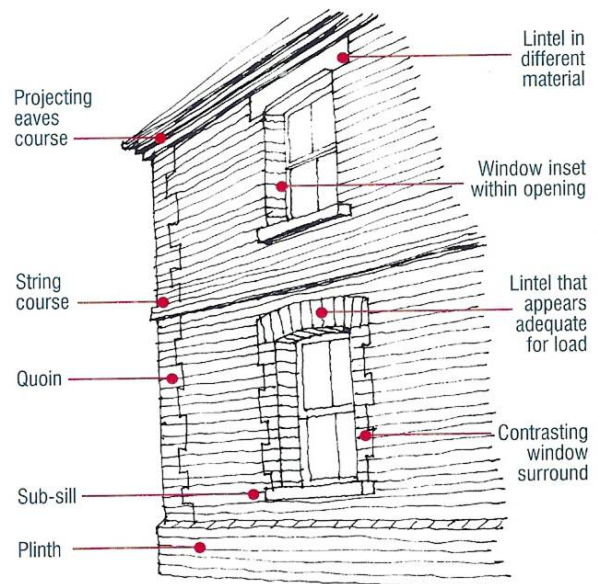 Lintel in
different
material
Projecting
eaves
course
Window inset
within opening
String
course
Lintel that
appears
adequate
for load
Quoin
Contrasting
window
surround
Sub-sill
Plinth